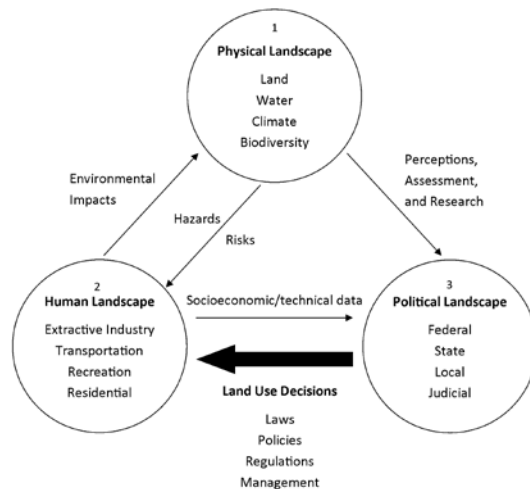 1
Physical Landscape
Land
Water
Climate
Biodiversity
Environmental
Impacts
Hazards
Risks
Perceptions,
Assessment,
and Research
2
Human Landscape
Extractive Industry
Transportation
Recreation
Residential
Socioeconomic/technical data
3
Political Landscape
Federal
State
Local
Judicial
Land Use Decisions
Laws
Policies
Regulations
Management